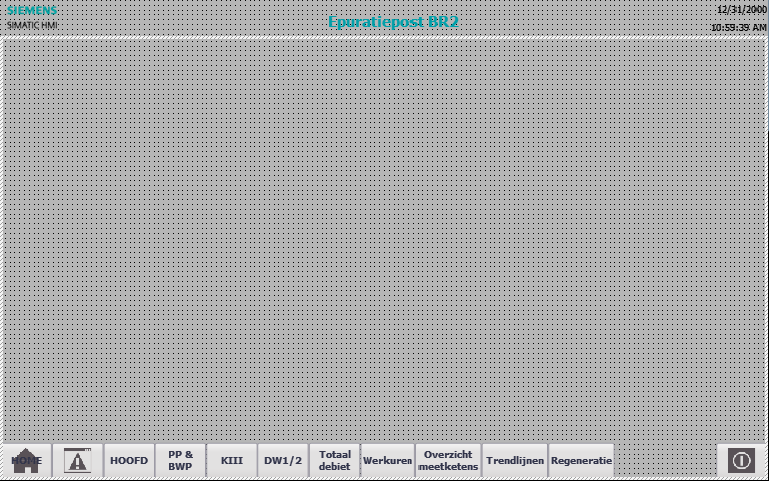 SIEMENS
SIMATIC HMI
Epuratiepost BR2
12/31/2000
10:59:39 AM
HOME
HOOFD
PP &
BWP
KIII
DW1/2
Totaal
debiet
Werkuren
Overzicht
meetketens
Trendlijnen
Regeneratie